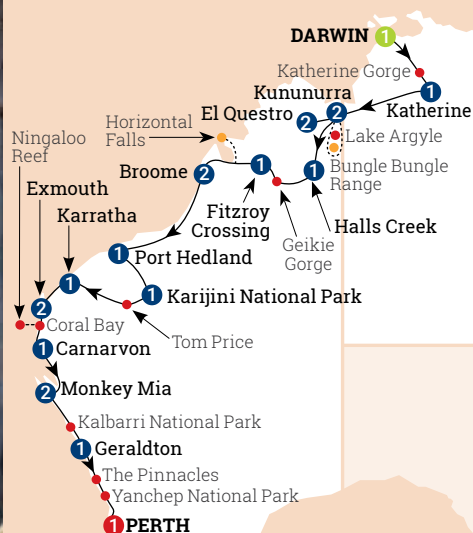 DARWIN 1
Katherine Gorge
1
Katherine
Kununurra
2
El Questro
2
Lake Argyle
Bungle Bungle
Range
Horizontal
Falls
Ningaloo
Reef
Broome
2
1
1
Fitzroy
Crossing
Halls Creek
Geikie
Gorge
Exmouth
Karratha
1
Port Hedland
1
1
Karijini National Park
2
Coral Bay
Tom Price
1
Carnarvon
2
Monkey Mia
Kalbarri National Park
1
Geraldton
The Pinnacles
Yanchep National Park
1 PERTH